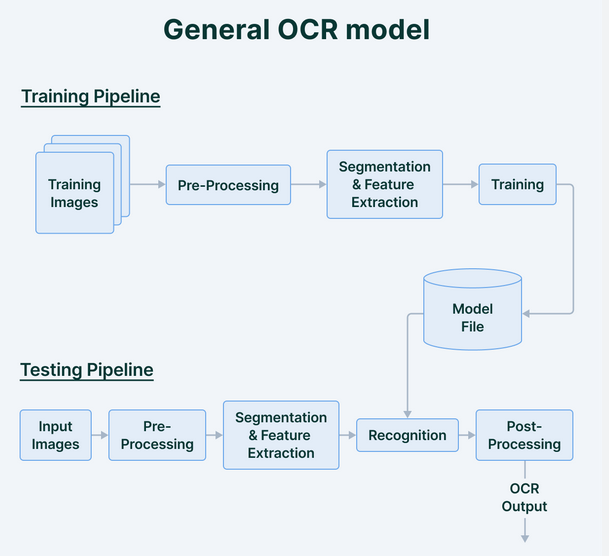 General OCR model
Training Pipeline
Training
Images
Pre-Processing
Segmentation
& Feature
Extraction
Training
Model
File
Testing Pipeline
Input
Images
Pre-
Processing
Segmentation
& Feature
Extraction
Recognition
Post-
Processing
OCR
Output